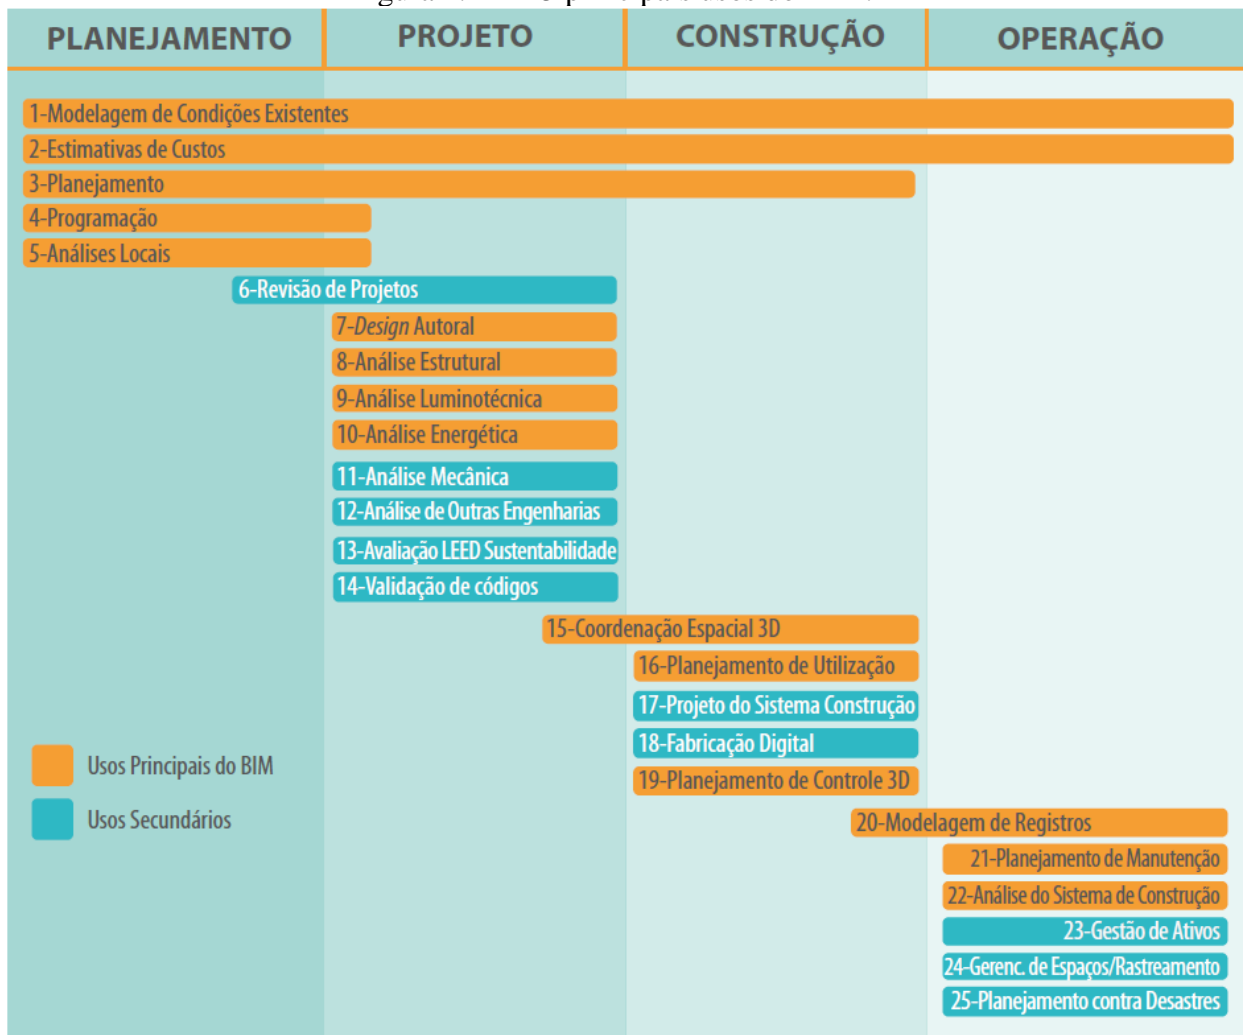 PLANEJAMENTO
PROJETO
CONSTRUÇÃO
OPERAÇÃO
1-Modelagem de Condições Existentes
2-Estimativas de Custos
3-Planejamento
4-Programação
5-Análises Locais
6-Revisão de Projetos
7-Design Autoral
8-Análise Estrutural
9-Análise Luminotécnica
10-Análise Energética
11-Análise Mecânica
12-Análise de Outras Engenharias
13-Avaliação LEED Sustentabilidade
14-Validação de códigos
15-Coordenação Espacial 3D
16-Planejamento de Utilização
17-Projeto do Sistema Construção
18-Fabricação Digital
19-Planejamento de Controle 3D
20-Modelagem de Registros
21-Planejamento de Manutenção
22-Análise do Sistema de Construção
23-Gestão de Ativos
24-Gerenc. de Espaços/Rastreamento
25-Planejamento contra Desastres
Usos Principais do BIM
Usos Secundários